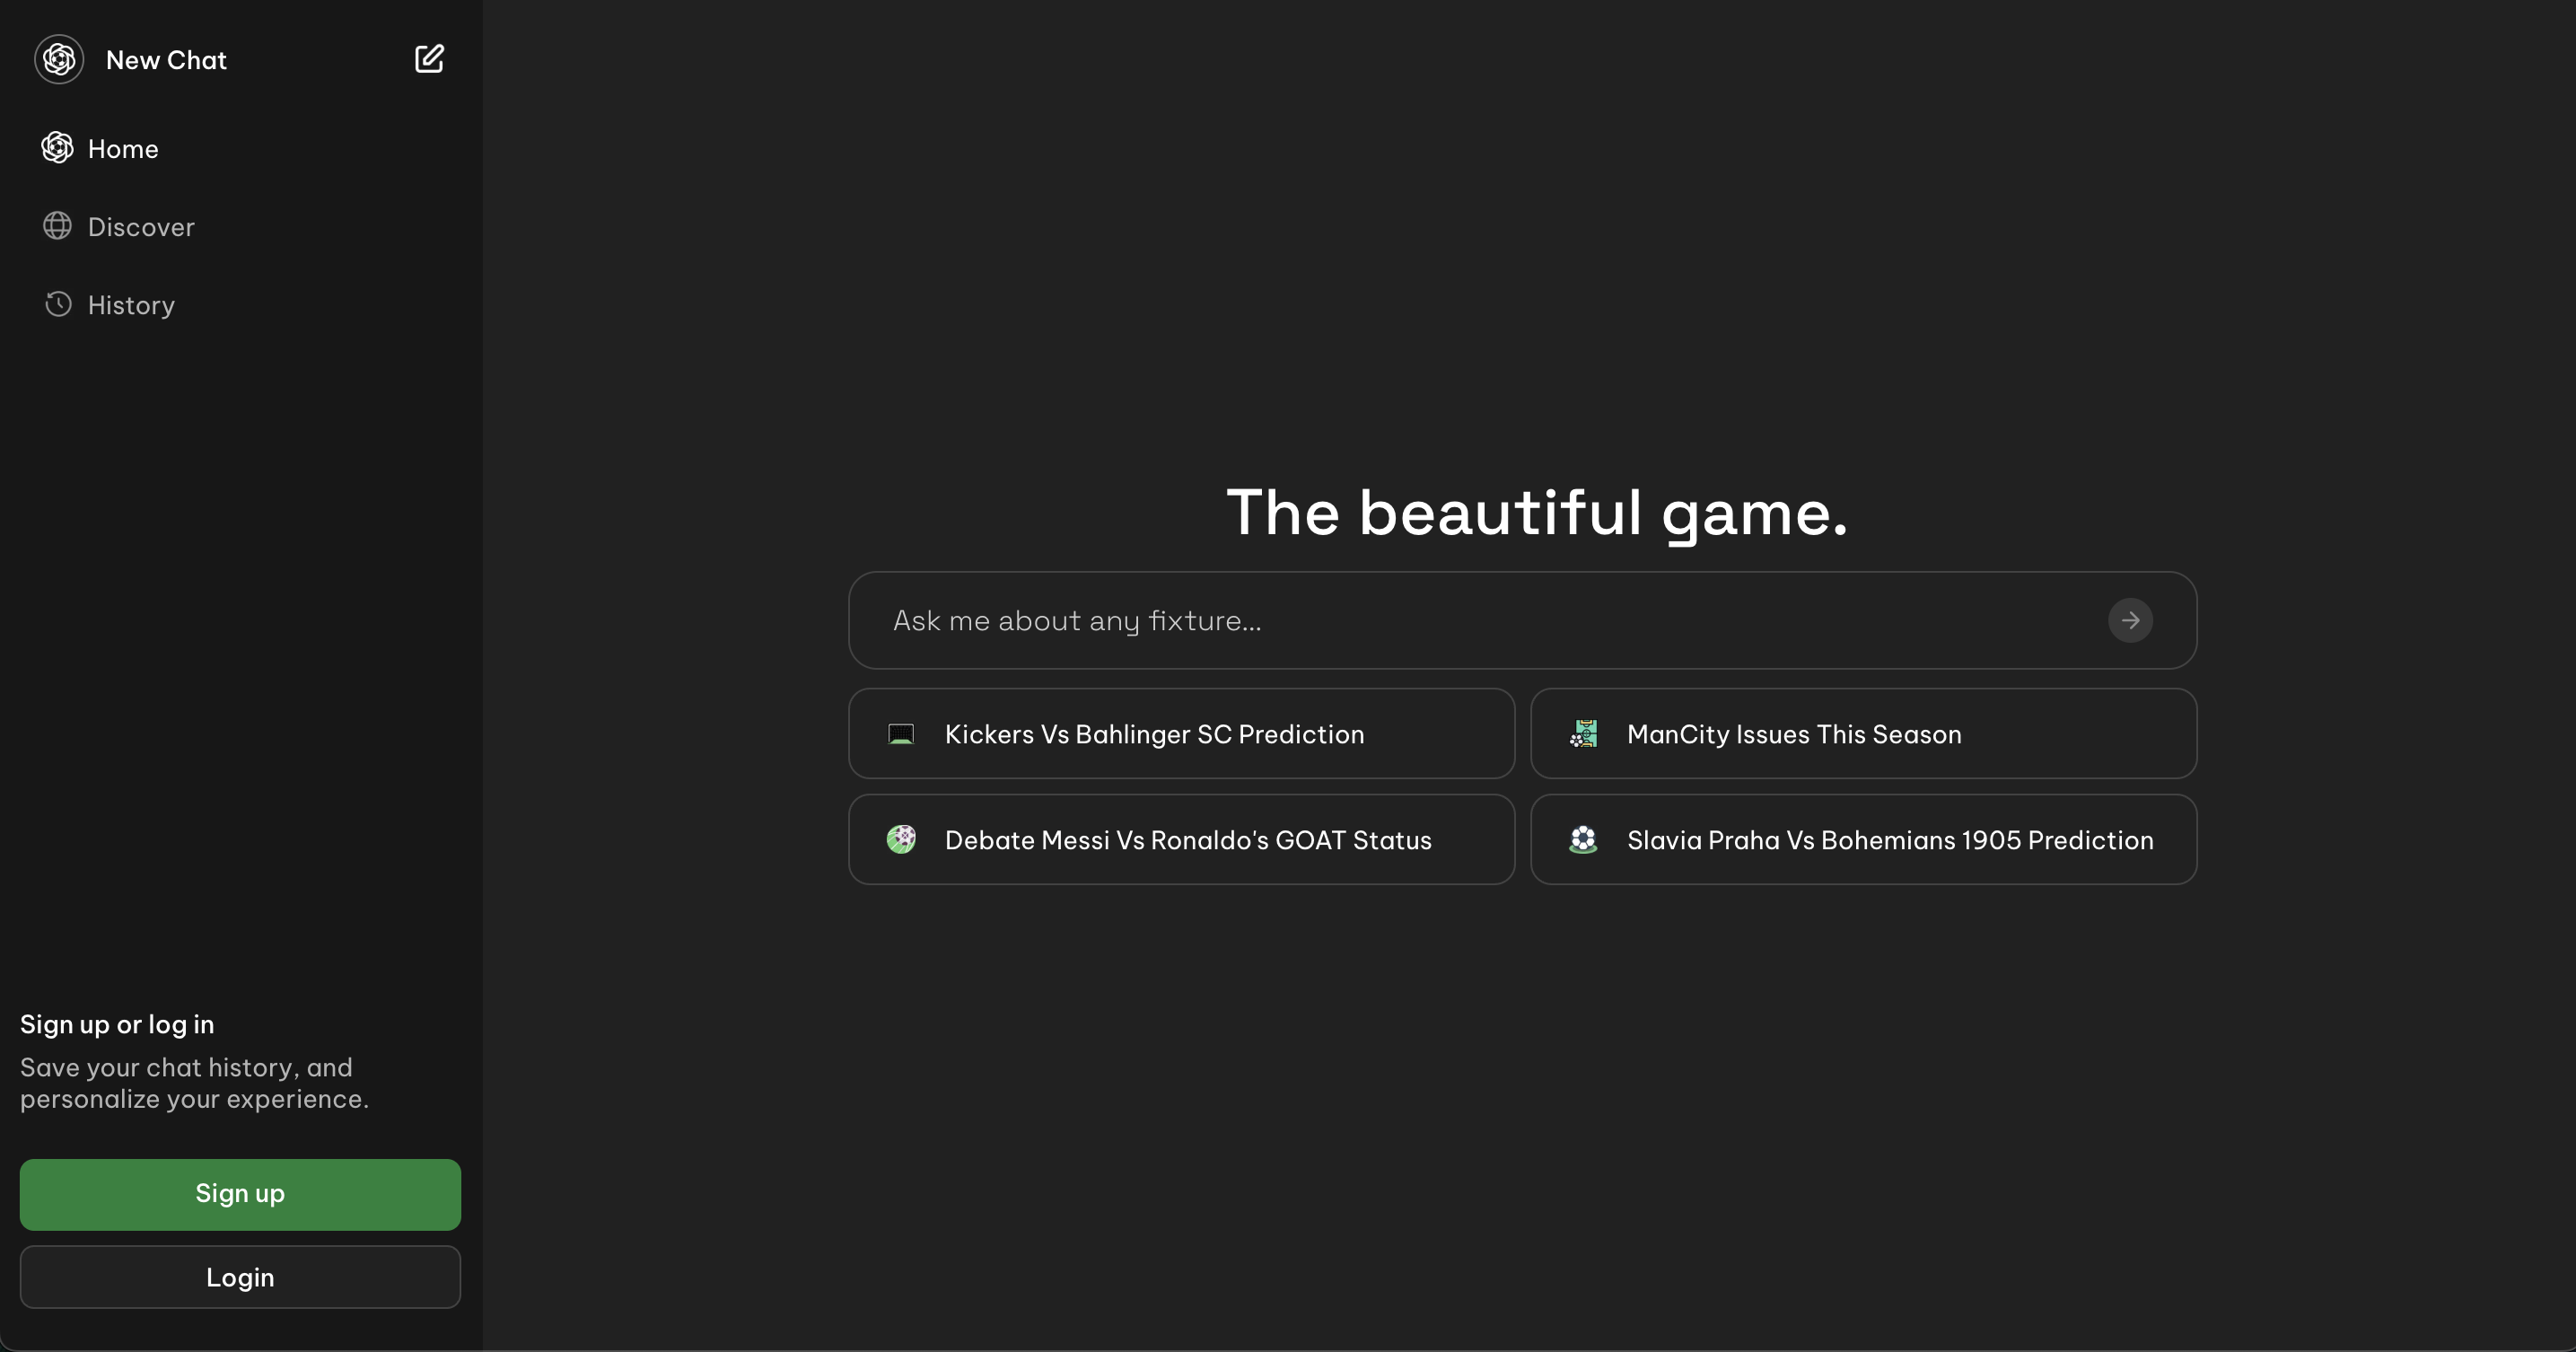 New Chat
Home
Discover
History
Sign up or log in
Save your chat history, and
personalize your experience.
Sign up
Login
The beautiful game.
Ask me about any fixture...
Kickers Vs Bahlinger SC Prediction
ManCity Issues This Season
Debate Messi Vs Ronaldo's GOAT Status
Slavia Praha Vs Bohemians 1905 Prediction